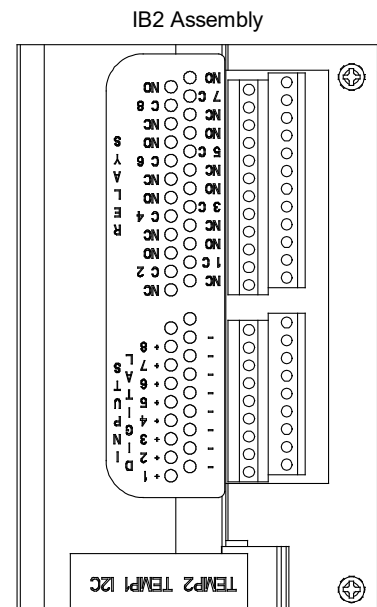 IB2 Assembly
NO
NO
C 7
C 8
NC
NC
NO
NO
C 5
C 6
NC
NC
NO
NO
C 3
C 4
NC
NC
NO
NO
C 1
C 2
NC
NC
RELAYS
8 + -
7 + -
6 + -
5 + -
4 + -
3 + -
2 + -
1 + -
DIGITAL
INPUTS
TEMP2 TEMP1 I2C